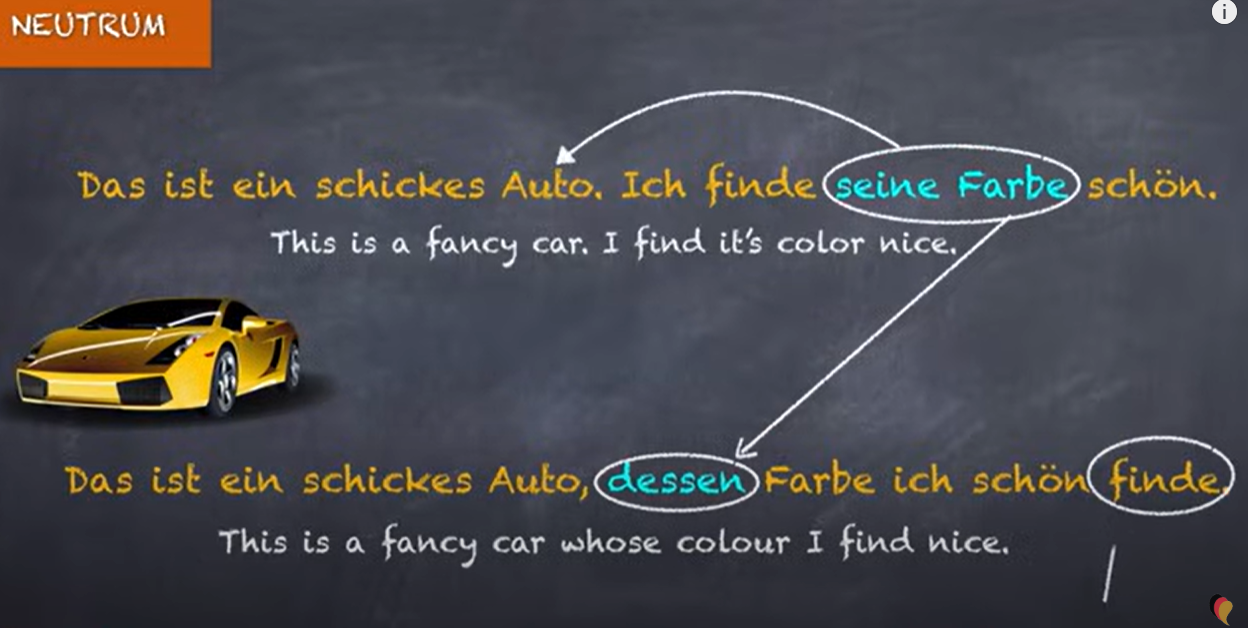 NEUTRUM
Das ist ein schickes Auto. Ich finde seine Farbe schön.
This is a fancy car. I find it's color nice.
Das ist ein schickes Auto, dessen Farbe ich schön finde.
This is a fancy car whose colour I find nice.